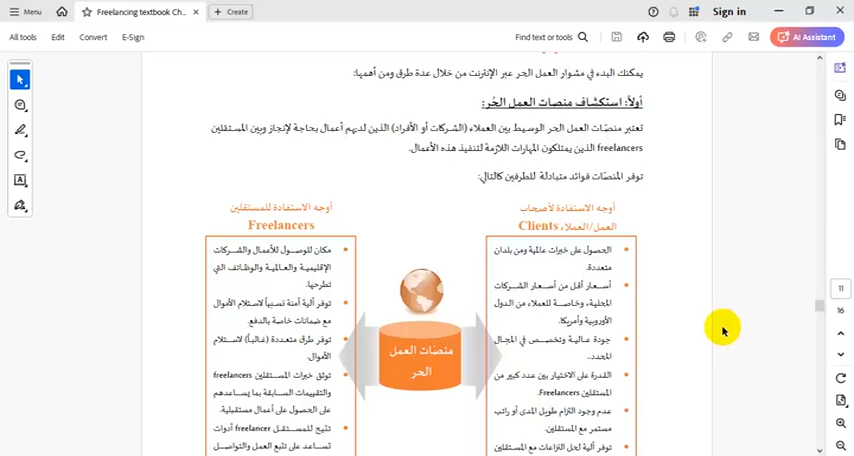 Menu
Freelancing textbook Ch...
Create
Sign in
All tools
Edit
Convert
E-Sign
Find text or tools
AI Assistant
يمكنك البدء في مشوار العمل الحر عبر الإنترنت من خلال عدة طرق ومن أهمها:
أولاً: استكشاف منصات العمل الحُر:
تعتبر منصّات العمل الحر الوسيط بين العملاء (الشركات أو الأفراد) الذين لديهم أعمال بحاجة لإنجاز وبين المستقلين
freelancers الذين يمتلكون المهارات اللازمة لتنفيذ هذه الأعمال.
توفر المنصّات فوائد متبادلة للطرفين كالتالي:
أوجه الاستفادة لأصحاب
العمل/العملاء Clients
الحصول على خبرات عالمية ومن بلدان
متعددة.
أسعار أقل من أسعار الشركات
المحلية، وخاصة للعملاء من الدول
الأوروبية وأمريكا.
جودة عالية وتخصص في المجال
المحدد..
القدرة على الاختيار بين عدد كبير من
المستقلين Freelancers.
عدم وجود التزام طويل المدى أو راتب
مستمر مع المستقلين.
توفر آلية لحل النزاعات مع المستقلين
منصّات العمل
الحر
أوجه الاستفادة للمستقلين
Freelancers
مكان للوصول للأعمال والشركات
الإقليمية والعالمية والوظائف التي
تطرحها.
توفر آلية آمنة نسبياً لاستلام الأموال
مع ضمانات خاصة بالدفع.
توفر طرق متعددة (غالباً) لاستلام
الأموال.
توثق خبرات المستقلين freelancers
والتقييمات السابقة بما يساعدهم
على الحصول على أعمال مستقبلية.
تتيح للمستقل freelancer أدوات
تساعد على تتبع العمل والتواصل
11
16